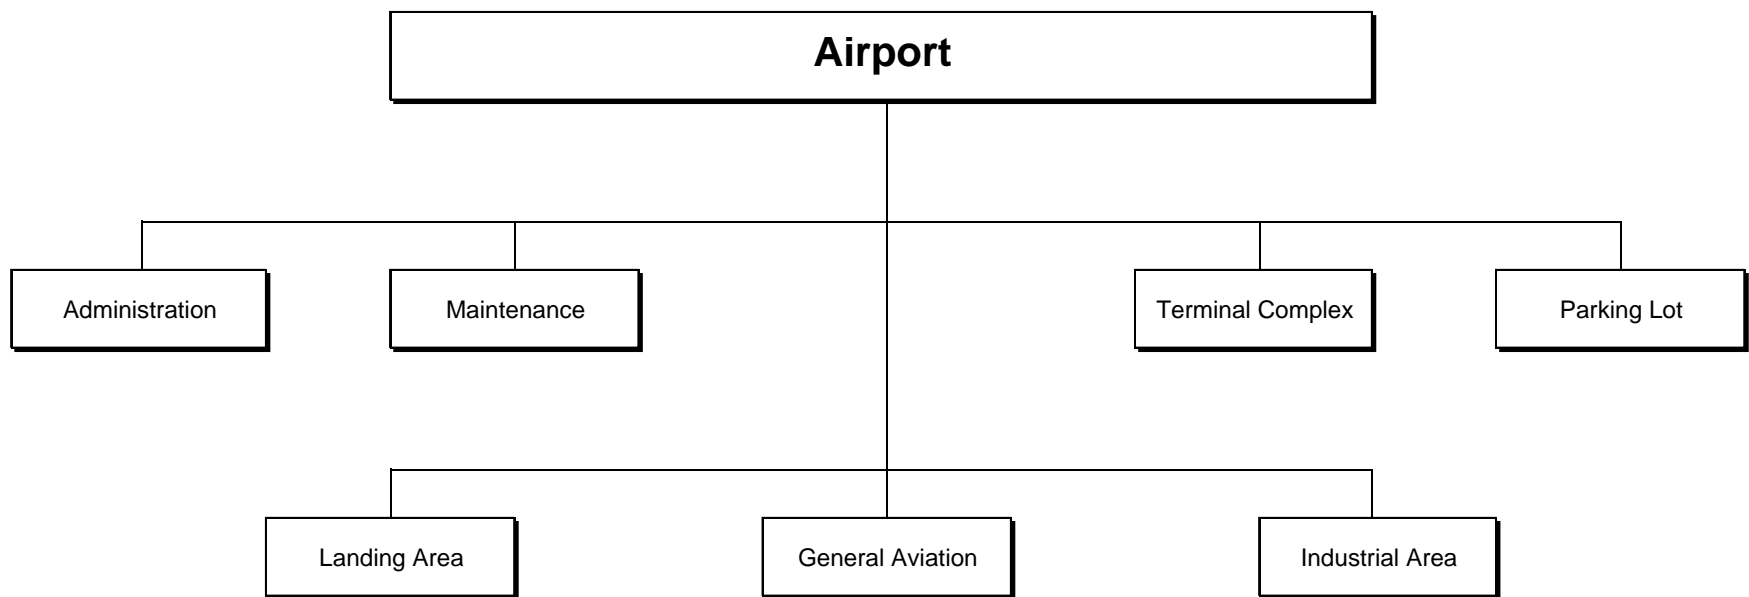 Airport
Administration
Maintenance
Terminal Complex
Parking Lot
Landing Area
General Aviation
Industrial Area